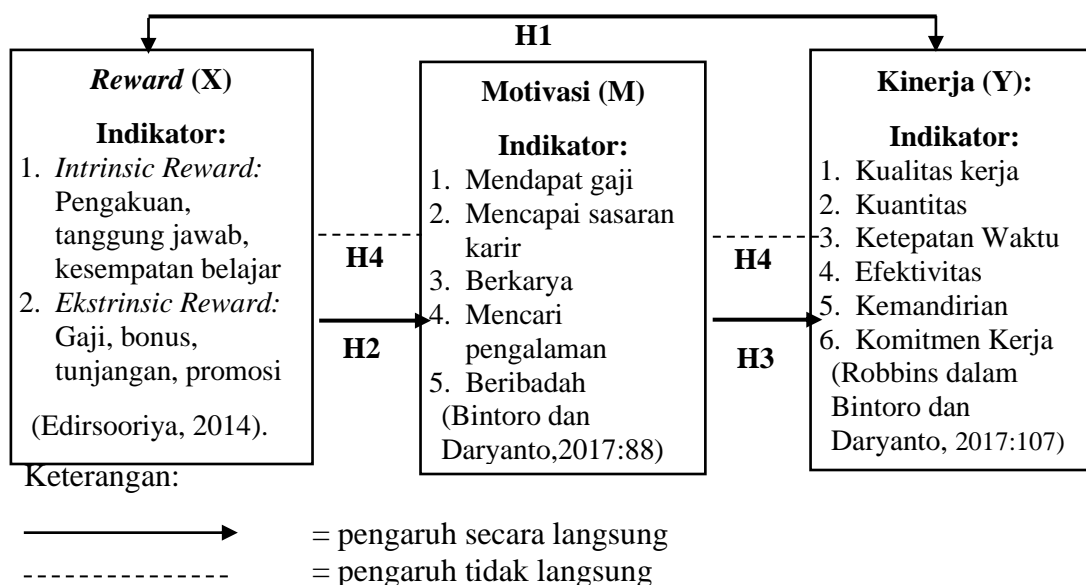 H1
Reward (X)
Indikator:
1. Intrinsic Reward:
Pengakuan,
tanggung jawab,
kesempatan belajar
2. Ekstrinsic Reward:
Gaji, bonus,
tunjangan, promosi
(Edirsooriya, 2014).
H4
H2
Motivasi (M)
Indikator:
1. Mendapat gaji
2. Mencapai sasaran
karir
3. Berkarya
4. Mencari
pengalaman
5. Beribadah
(Bintoro dan
Daryanto,2017:88)
H4
H3
Kinerja (Y):
Indikator:
1. Kualitas kerja
2. Kuantitas
3. Ketepatan Waktu
4. Efektivitas
5. Kemandirian
6. Komitmen Kerja
(Robbins dalam
Bintoro dan
Daryanto, 2017:107)
Keterangan:
= pengaruh secara langsung
= pengaruh tidak langsung